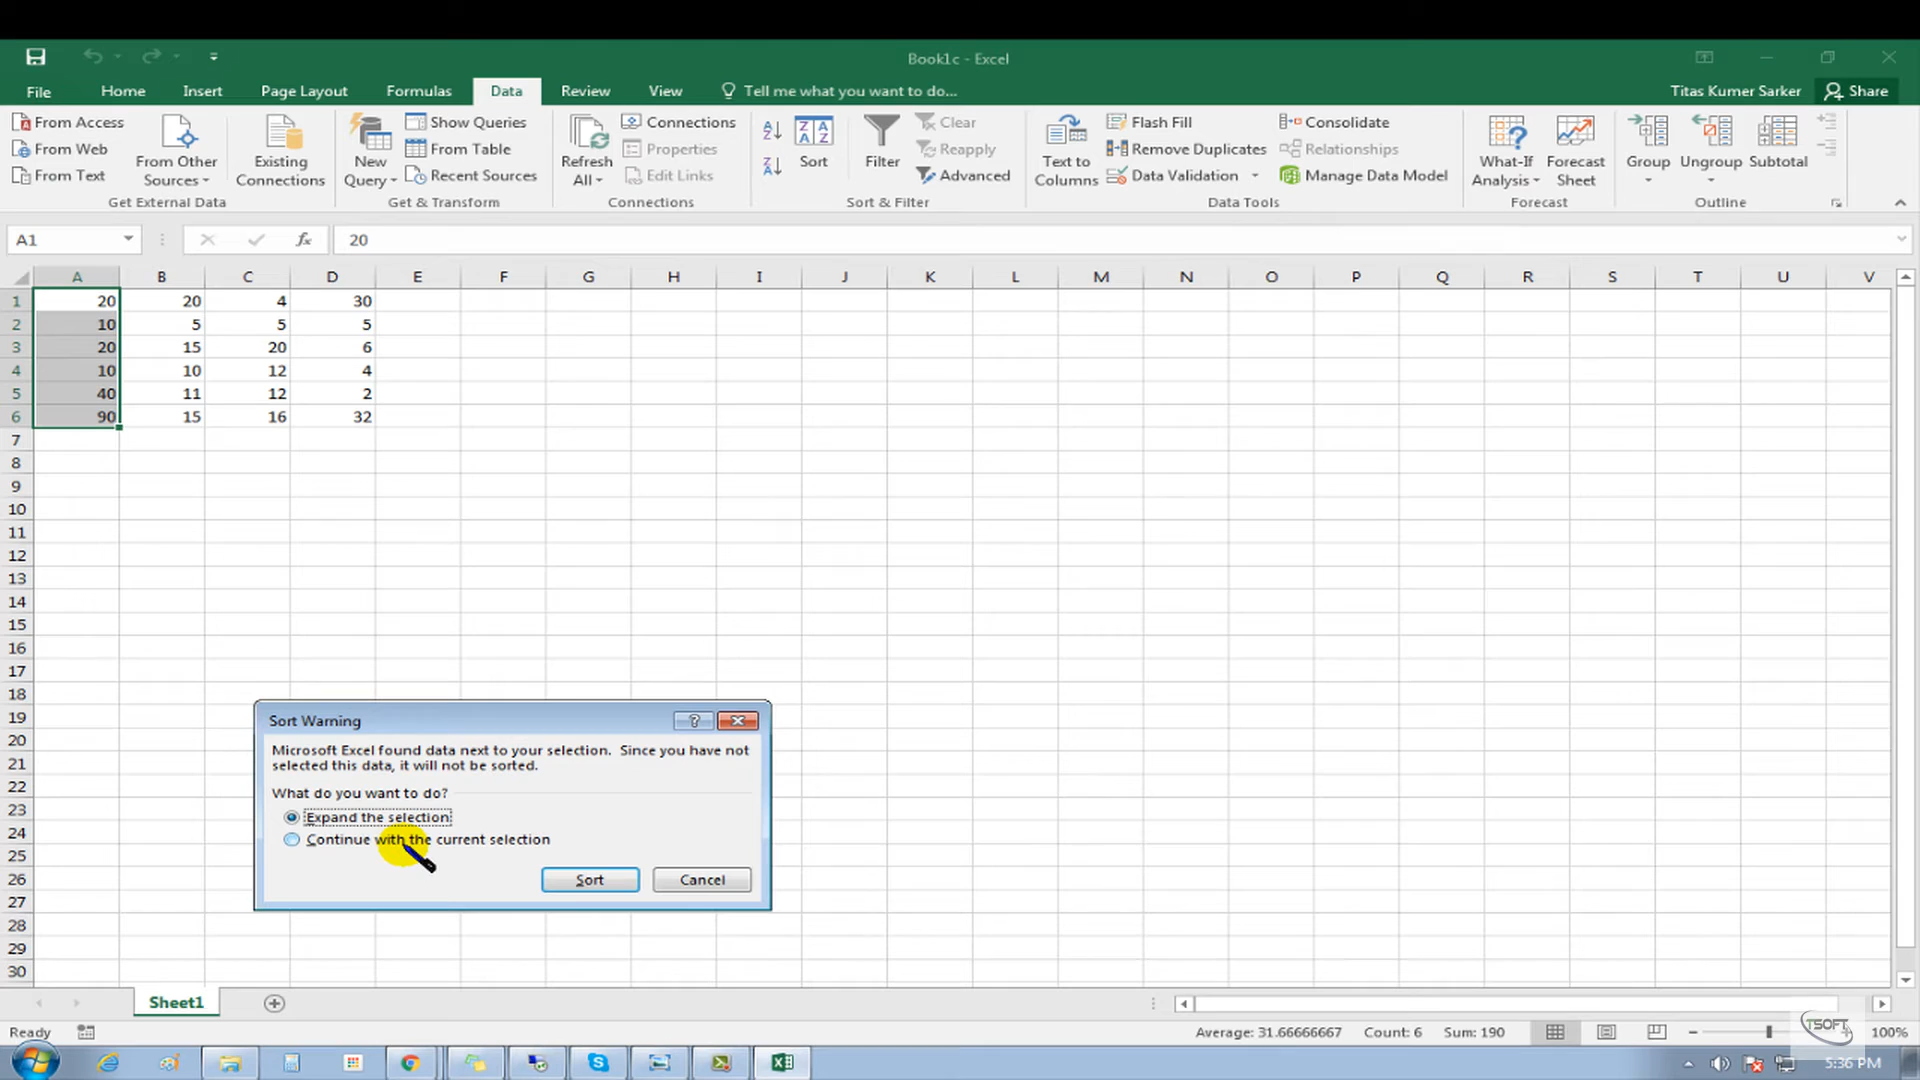 Book1c - Excel
File Home Insert Page Layout Formulas Data Review View Tell me what you want to do... Titas Kumar Sarker Share
From Access
From Web
From Text
From Other
Sources
Existing
Connections
Get External Data
New
Query
Show Queries
From Table
Recent Sources
Get & Transform
Refresh
All
Connections
Properties
Edit Links
Connections
Sort
Filter
Clear
Reapply
Advanced
Sort & Filter
Text to
Columns
Flash Fill
Remove Duplicates
Data Validation
Consolidate
Relationships
Manage Data Model
Data Tools
What-If
Analysis
Forecast
Sheet
Forecast
Group
Ungroup
Subtotal
Outline
A1 fx 20
A B C D E F G H I J K L M N O P Q R S T U V
1 20 20 4 30
2 10 5 5 5
3 20 15 20 6
4 10 10 12 4
5 40 11 12 2
6 90 15 16 32
7
8
9
10
11
12
13
14
15
16
17
18
19
20
21
22
23
24
25
26
27
28
29
30
Sort Warning
Microsoft Excel found data next to your selection. Since you have not
selected this data, it will not be sorted.
What do you want to do?
Expand the selection
Continue with the current selection
Sort Cancel
Sheet1
Ready Average: 31.66666667 Count: 6 Sum: 190 100%
TSOFT
5:36 PM